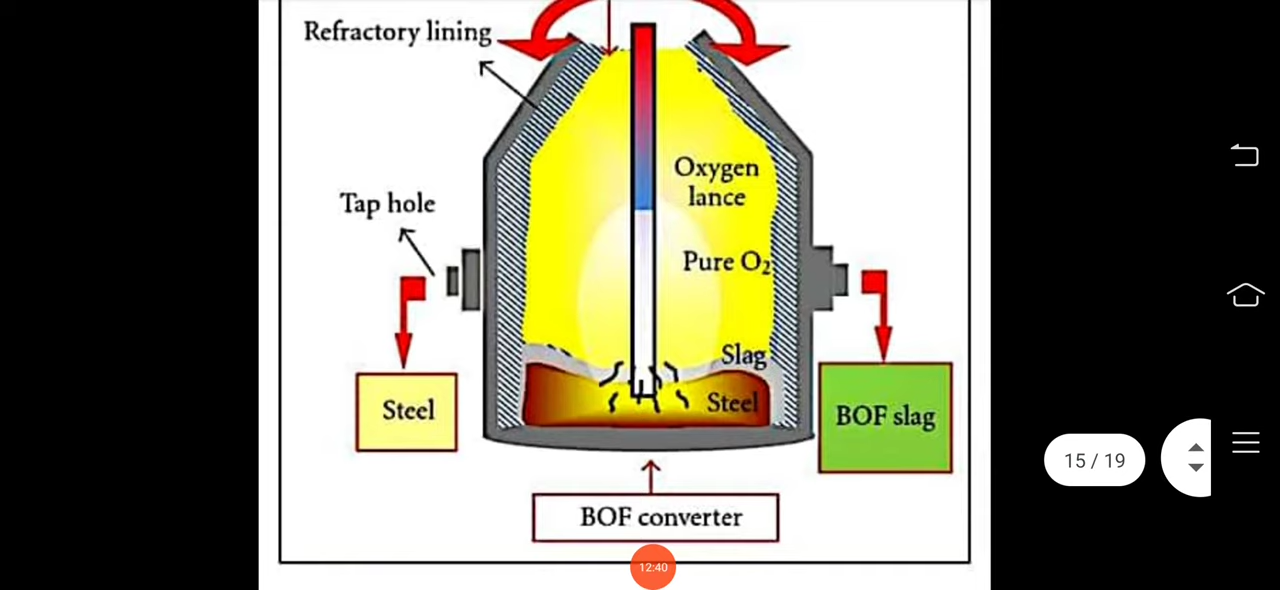 Refractory lining
Oxygen
lance
Tap hole
Pure O₂
Slag
Steel
Steel
BOF slag
15 / 19
BOF converter
12:40